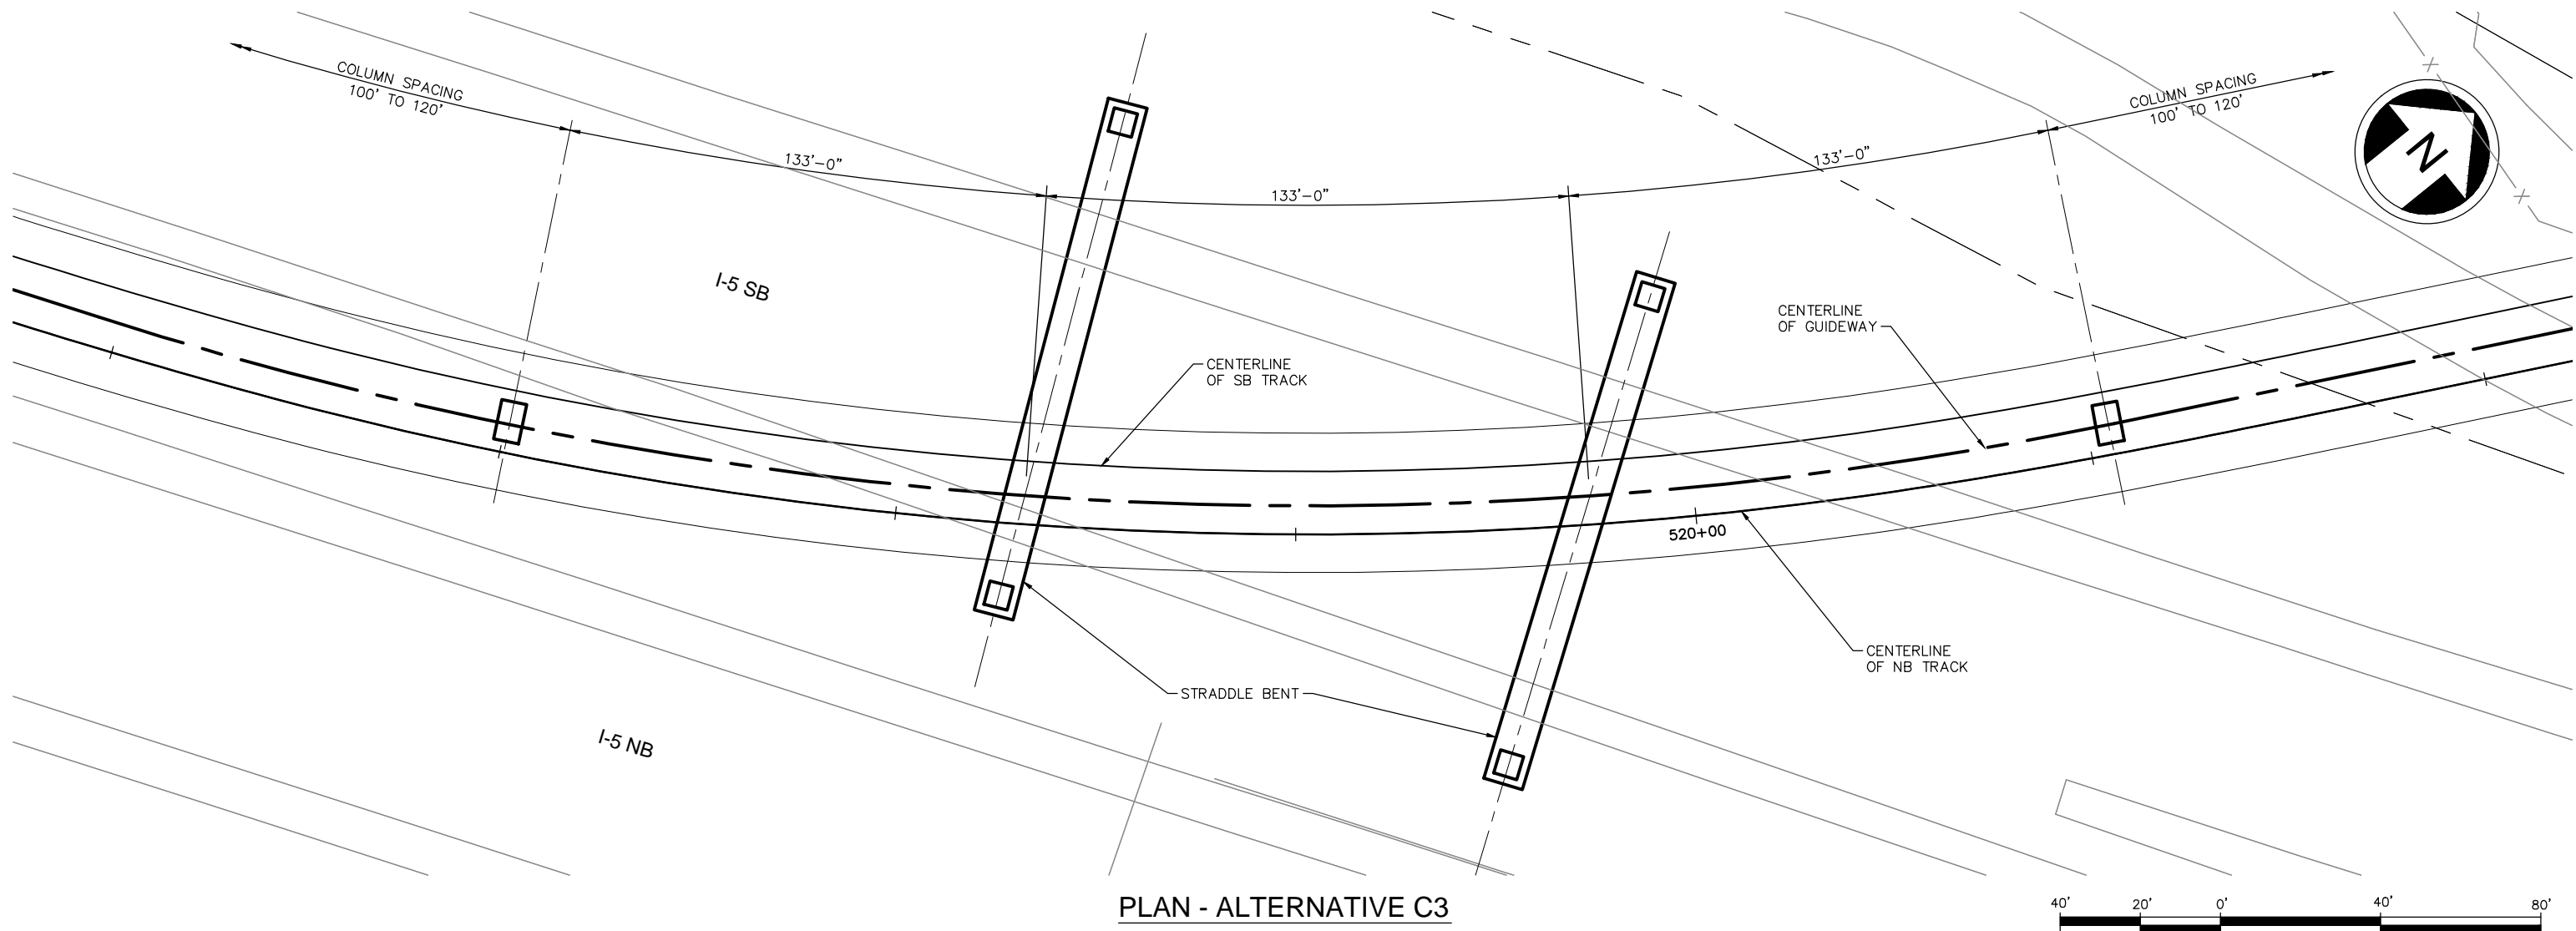 COLUMN SPACING
100' TO 120'
133'-0"
133'-0"
133'-0"
COLUMN SPACING
100' TO 120'
N
I-5 SB
CENTERLINE
OF SB TRACK
CENTERLINE
OF GUIDEWAY
520+00
CENTERLINE
OF NB TRACK
STRADDLE BENT
I-5 NB
PLAN - ALTERNATIVE C3
40' 20' 0' 40' 80'